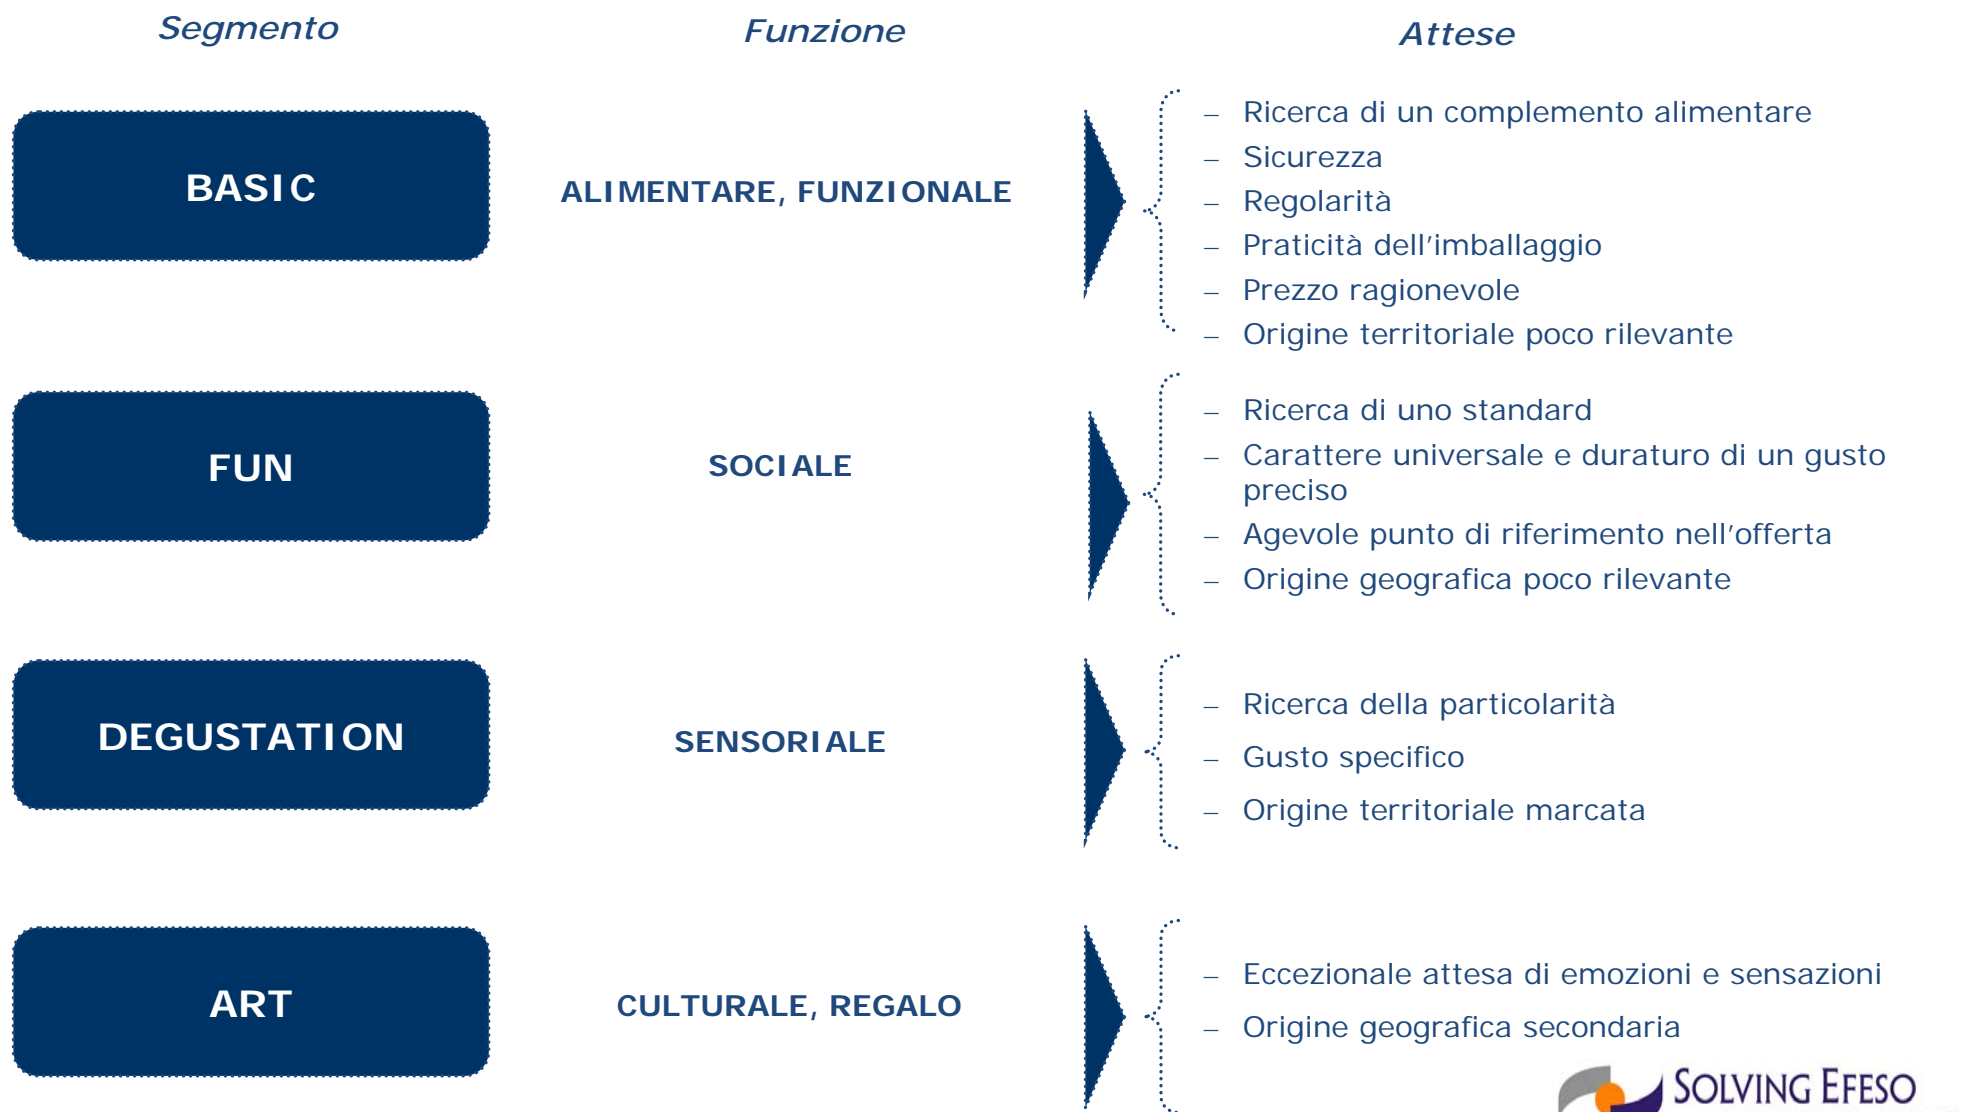 Segmento
Funzione
Attese
BASIC
ALIMENTARE, FUNZIONALE
– Ricerca di un complemento alimentare
– Sicurezza
– Regolarità
– Praticità dell'imballaggio
– Prezzo ragionevole
– Origine territoriale poco rilevante
FUN
SOCIALE
– Ricerca di uno standard
– Carattere universale e duraturo di un gusto
preciso
– Agevole punto di riferimento nell'offerta
– Origine geografica poco rilevante
DEGUSTATION
SENSORIALE
– Ricerca della particolarità
– Gusto specifico
– Origine territoriale marcata
ART
CULTURALE, REGALO
– Eccezionale attesa di emozioni e sensazioni
– Origine geografica secondaria
SOLVING EFESO